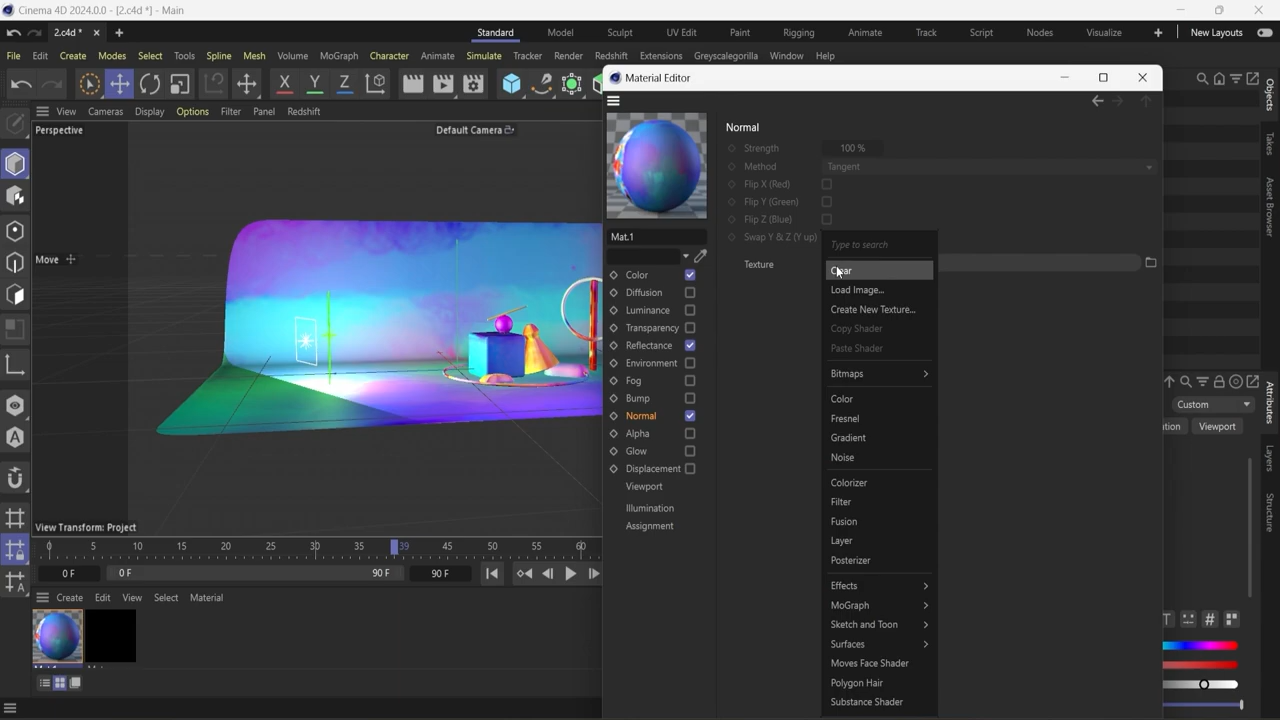 Cinema 4D 2024.0.0 - [2.c4d *] - Main
2.c4d *
Standard
Model
Sculpt
UV Edit
Paint
Rigging
Animate
Track
Script
Nodes
Visualize
New Layouts
File Edit Create Modes Select Tools Spline Mesh Volume MoGraph Character Animate Simulate Tracker Render Redshift Extensions Greyscalegorilla Window Help
X Y Z
View Cameras Display Options Filter Panel Redshift
Perspective
Default Camera
Move
View Transform: Project
0 5 10 15 20 25 30 35 39 45 50 55 60
0 F
0 F
90 F
90 F
Create Edit View Select Material
Material Editor
Mat.1
Color
Diffusion
Luminance
Transparency
Reflectance
Environment
Fog
Bump
Normal
Alpha
Glow
Displacement
Viewport
Illumination
Assignment
Normal
Strength 100 %
Method Tangent
Flip X (Red)
Flip Y (Green)
Flip Z (Blue)
Swap Y & Z (Y up)
Texture
Type to search
Clear
Load Image...
Create New Texture...
Copy Shader
Paste Shader
Bitmaps
Color
Fresnel
Gradient
Noise
Colorizer
Filter
Fusion
Layer
Posterizer
Effects
MoGraph
Sketch and Toon
Surfaces
Moves Face Shader
Polygon Hair
Substance Shader
Objects
Takes
Asset Browser
Attributes
Layers
Structure
Custom
Viewport